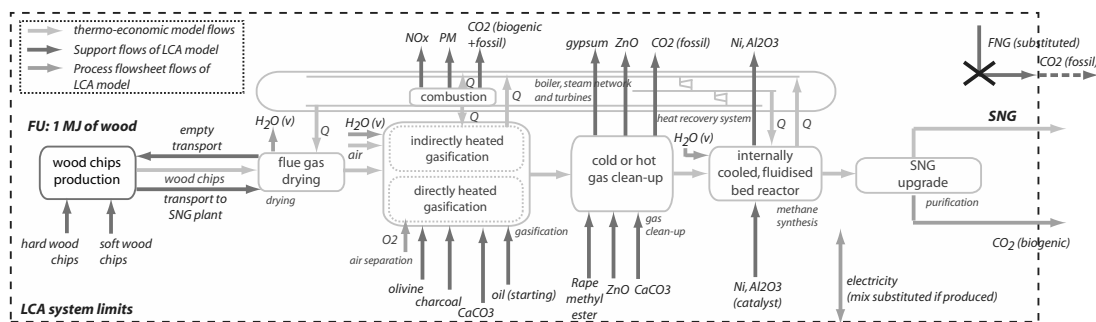 thermo-economic model flows
Support flows of LCA model
Process flowsheet flows of
LCA model
NOx
PM
CO2 (biogenic
+fossil)
gypsum
ZnO
CO2 (fossil)
Ni, Al2O3
FNG (substituted)
CO2 (fossil)
Q
boiler, steam network
and turbines
combustion
Q
Q
heat recovery system
Q
Q
FU: 1 MJ of wood
empty
transport
H2O (v)
Q
H2O (v)
air
H2O (v)
SNG
wood chips
production
wood chips
transport to
SNG plant
flue gas
drying
drying
indirectly heated
gasification
directly heated
gasification
cold or hot
gas clean-up
internally
cooled, fluidised
bed reactor
SNG
upgrade
purification
methane
synthesis
gas
clean-up
gasification
O2
air separation
hard wood
chips
soft wood
chips
olivine
charcoal
CaCO3
oil (starting)
Rape
methyl
ester
ZnO
CaCO3
Ni, Al2O3
(catalyst)
electricity
(mix substituted if produced)
CO2 (biogenic)
LCA system limits